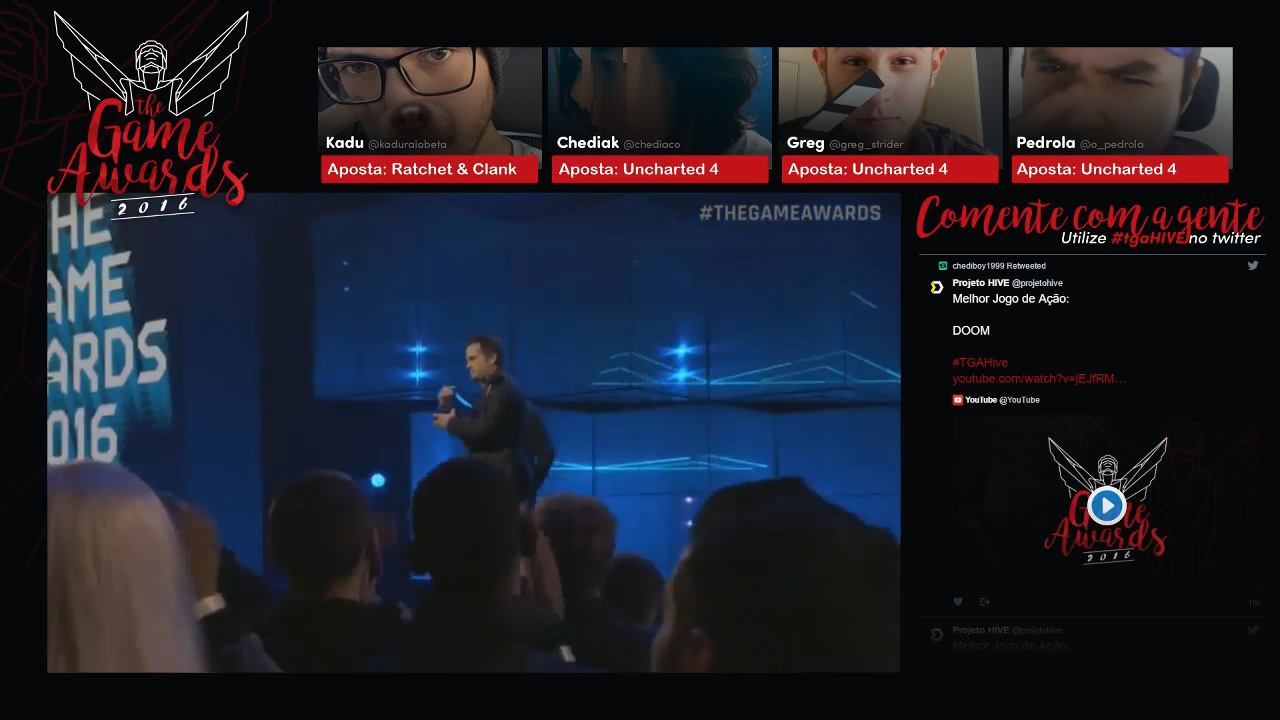 the
Game
Awards
2016
Kadu @kaduraiobeta
Aposta: Ratchet & Clank
Chediak @chediaco
Aposta: Uncharted 4
Greg @greg_strider
Aposta: Uncharted 4
Pedrola @o_pedrola
Aposta: Uncharted 4
#THEGAMEAWARDS
HE
AME
ARDS
016
Comente com a gente
Utilize #tgaHIVE no twitter
chediboy1999 Retweeted
Projeto HIVE @projetohive
Melhor Jogo de Ação:
DOOM
#TGAHive
youtube.com/watch?v=jEJfRM…
YouTube @YouTube
the
Game
Awards
2016
1m
Projeto HIVE @projetohive
Melhor Jogo de Ação: